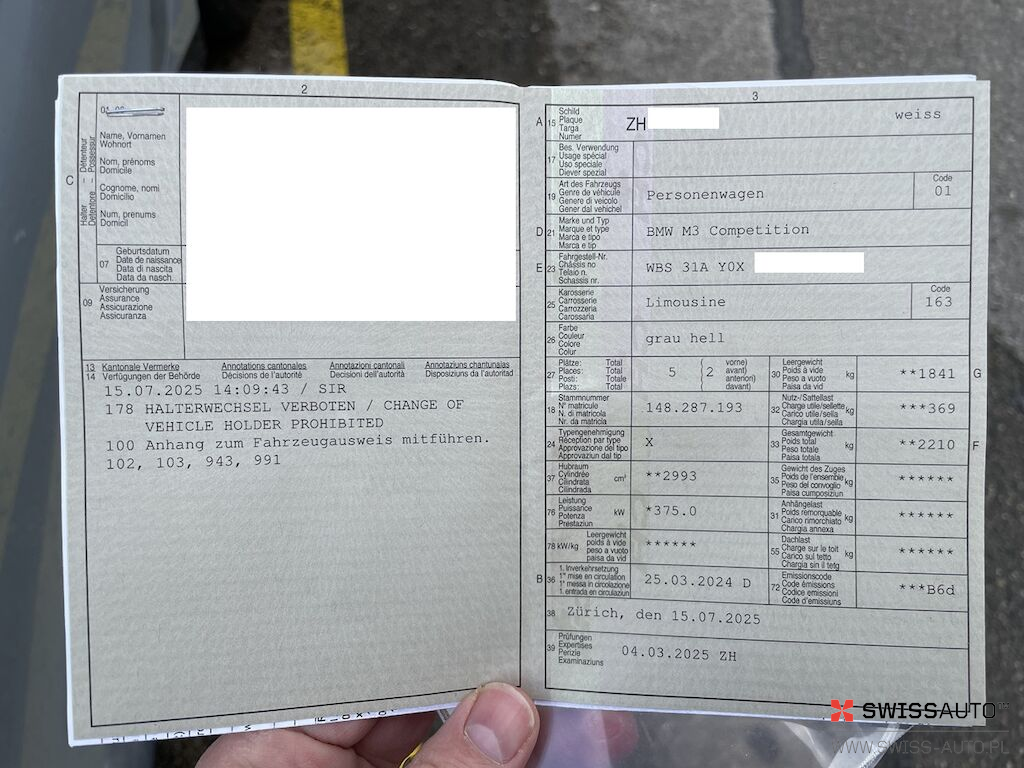 2
C
Halter – Détenteur
Detentore – Possessur
Name, Vornamen
Wohnort
Nom, prénoms
Domicile
Cognome, nomi
Domicilio
Num, prenums
Domicil
07
Geburtsdatum
Date de naissance
Data di nascita
Data da nasch.
09
Versicherung
Assurance
Assicurazione
Assicuranza
13 Kantonale Vermerke Annotations cantonales Annotazioni cantonali Annotaziuns chantunalas
14 Verfügungen der Behörde Décisions de l'autorité Decisioni dell'autorità Disposiziuns da l'autoritad
15.07.2025 14:09:43 / SIR
178 HALTERWECHSEL VERBOTEN / CHANGE OF
VEHICLE HOLDER PROHIBITED
100 Anhang zum Fahrzeugausweis mitführen.
102, 103, 943, 991
3
A 15
Schild
Plaque
Targa
Numer
ZH
weiss
17
Bes. Verwendung
Usage spécial
Uso speciale
Diever spezial
19
Art des Fahrzeugs
Genre de véhicule
Genere di veicolo
Gener dal vehichel
Personenwagen
Code
01
D 21
Marke und Typ
Marque et type
Marca e tipo
Marca e tip
BMW M3 Competition
E 23
Fahrgestell-Nr.
Châssis no
Telaio n.
Schassis nr.
WBS 31A Y0X
25
Karosserie
Carrosserie
Carrozzeria
Carossaria
Limousine
Code
163
26
Farbe
Couleur
Colore
Colur
grau hell
27
Plätze: Total
Places: Total
Posti: Totale
Plazs: Total
5 (2
vorne)
avant)
anteriori)
davant)
30
Leergewicht
Poids à vide
Peso a vuoto
Paisa da vid
kg
**1841
G
18
Stammnummer
N° matricule
N. di matricola
Nr. da matricla
148.287.193
32
Nutz-/Sattellast
Charge utile/sellette
Carico utile/sella
Chargia utila/sella
kg
***369
24
Typengenehmigung
Réception par type
Approvazione del tipo
Approvaziun dal tip
X
33
Gesamtgewicht
Poids total
Peso totale
Paisa totala
kg
**2210
F
37
Hubraum
Cylindrée
Cilindrata
Cilindrada
cm³
**2993
35
Gewicht des Zuges
Poids de l'ensemble
Peso del convoglio
Paisa cumposiziun
kg
******
76
Leistung
Puissance
Potenza
Prestaziun
kW
*375.0
31
Anhängelast
Poids remorquable
Carico rimorchiato
Chargia annexa
kg
******
78 kW/kg
Leergewicht
poids à vide
peso a vuoto
paisa da vid
******
55
Dachlast
Charge sur le toit
Carico sul tetto
Chargia sin il tetg
kg
******
B 36
1. Inverkehrsetzung
1re mise en circulation
1a messa in circolazione
1. entrada en circulaziun
25.03.2024 D
72
Emissionscode
Code émissions
Codice emissioni
Code d'emissiuns
***B6d
38
Zürich, den 15.07.2025
39
Prüfungen
Expertises
Perizie
Examinaziuns
04.03.2025 ZH
SWISSAUTO
WWW.SWISS-AUTO.PL